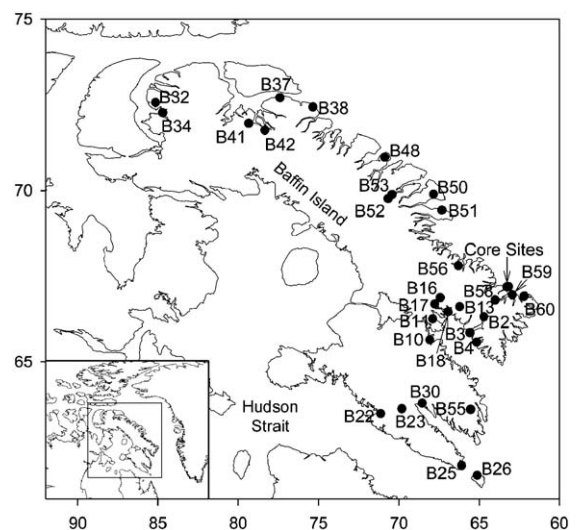 75
B37
B32
B38
B34
B41
B42
B48
Baffin Island
70
B53
B50
B52
B51
Core Sites
B56
B59
B16
B58
B17
B13
B60
B11
B2
B3
B10
B4
B18
65
B30
Hudson
Strait
B22
B23
B55
B25
B26
90 85 80 75 70 65 60